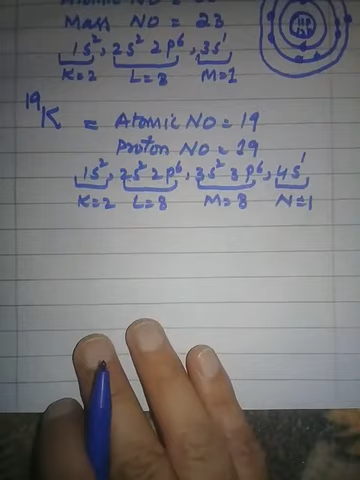 Mass NO = 23
1s², 2s² 2p⁶, 3s¹
K=2 L=8 M=1
¹⁹K = Atomic NO = 19
Proton NO = 19
1s², 2s² 2p⁶, 3s² 3p⁶, 4s¹
K=2 L=8 M=8 N=1